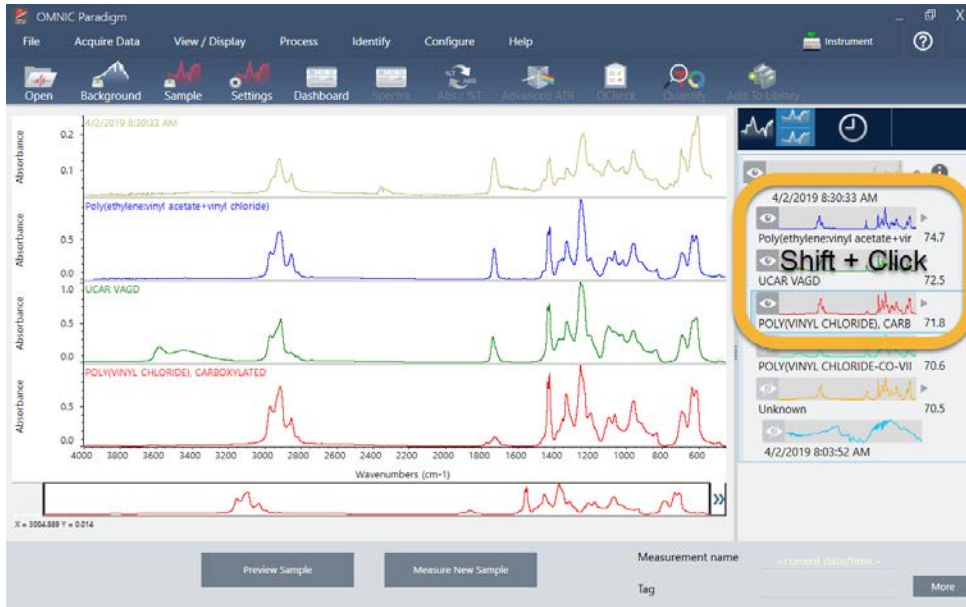 OMNIC Paradigm
File Acquire Data View / Display Process Identify Configure Help Instrument
Open Background Sample Settings Dashboard Spectra Abs / %T Advanced ATR QCheck Quantify Add To Library
4/2/2019 8:30:33 AM
Absorbance
0.2
0.1
Poly(ethylene:vinyl acetate+vinyl chloride)
Absorbance
0.5
0.0
UCAR VAGD
Absorbance
1.0
0.5
0.0
POLY(VINYL CHLORIDE), CARBOXYLATED
Absorbance
0.5
0.0
4000 3800 3600 3400 3200 3000 2800 2600 2400 2200 2000 1800 1600 1400 1200 1000 800 600
Wavenumbers (cm-1)
X = 3004.889 Y = 0.014
4/2/2019 8:30:33 AM
Poly(ethylene:vinyl acetate+vir 74.7
Shift + Click
UCAR VAGD 72.5
POLY(VINYL CHLORIDE), CARB 71.8
POLY(VINYL CHLORIDE-CO-VII 70.6
Unknown 70.5
4/2/2019 8:03:52 AM
Preview Sample
Measure New Sample
Measurement name <current date/time>
Tag
More